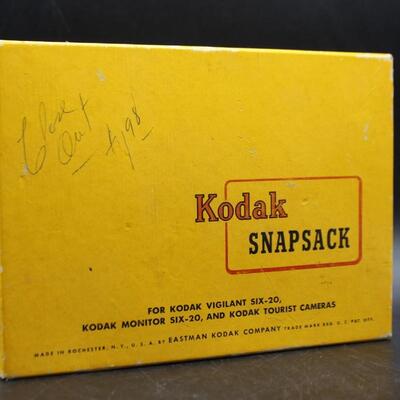 Close
Out $1.98
Kodak
SNAPSACK
FOR KODAK VIGILANT SIX-20,
KODAK MONITOR SIX-20, AND KODAK TOURIST CAMERAS
MADE IN ROCHESTER, N. Y., U. S. A. BY EASTMAN KODAK COMPANY TRADE MARK REG. U. S. PAT. OFF.